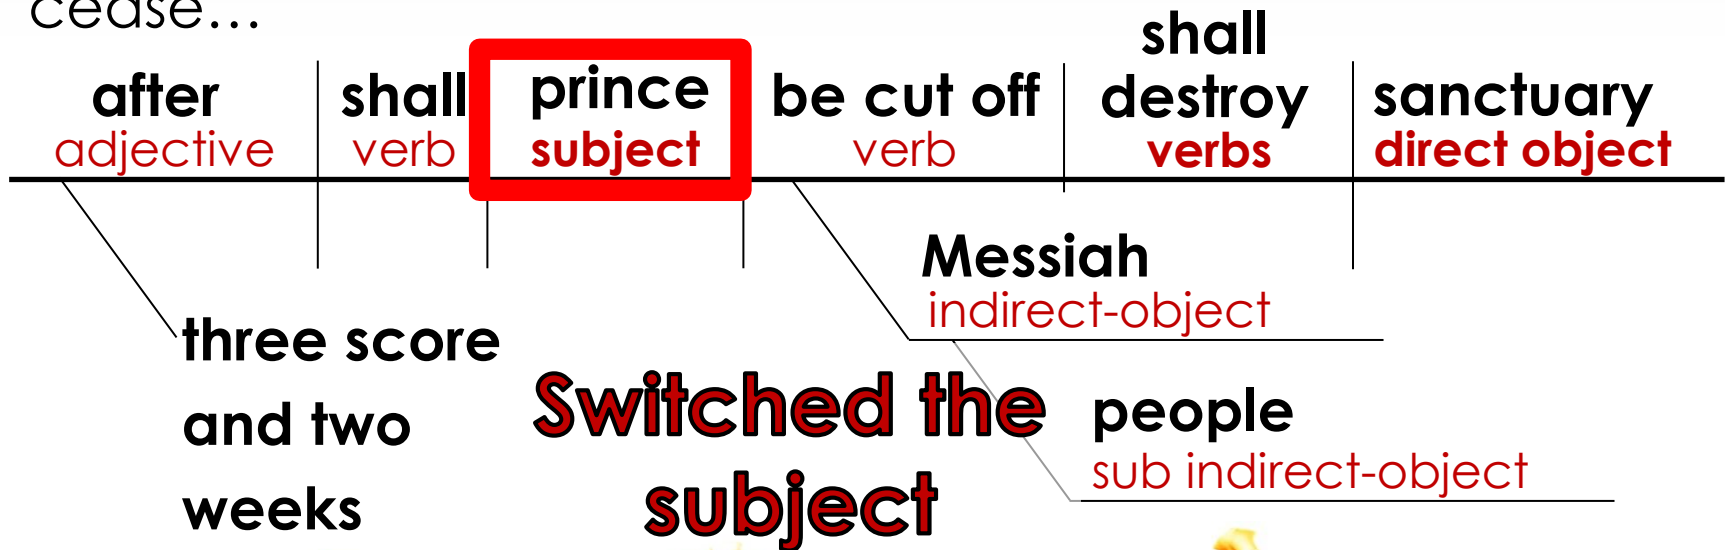 cease…
after shall prince be cut off shall destroy sanctuary
adjective verb subject verb verbs direct object
Messiah
indirect-object
three score
and two
weeks
Switched the
subject
people
sub indirect-object